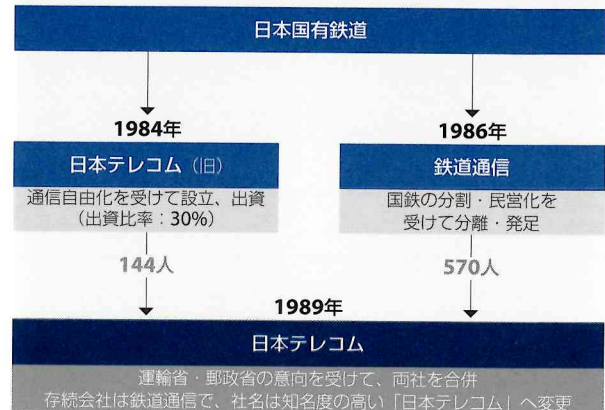 日本国有鉄道
1984年
日本テレコム（旧）
通信自由化を受けて設立、出資
（出資比率：30%）
144人
1986年
鉄道通信
国鉄の分割・民営化を
受けて分離・発足
570人
1989年
日本テレコム
運輸省・郵政省の意向を受けて、両社を合併
存続会社は鉄道通信で、社名は知名度の高い「日本テレコム」へ変更